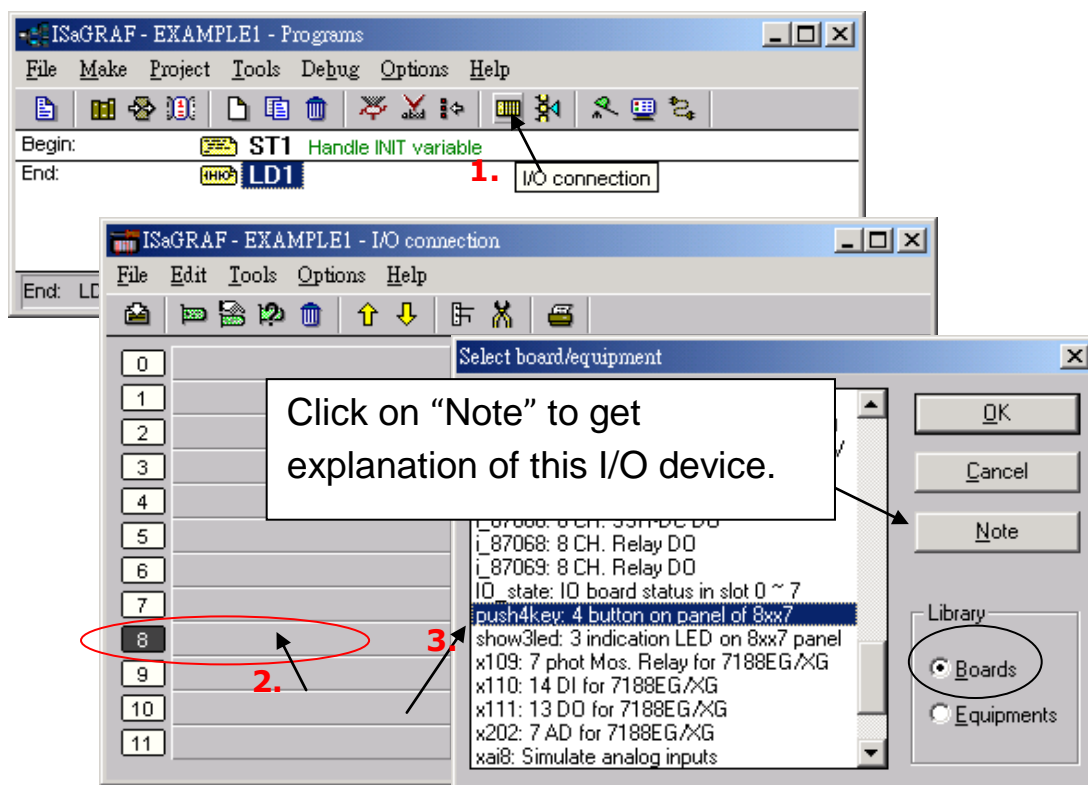 ISaGRAF - EXAMPLE1 - Programs
File Make Project Tools Debug Options Help
Begin: ST1 Handle INIT variable
End: LD1
1.
I/O connection
End:
ISaGRAF - EXAMPLE1 - I/O connection
File Edit Tools Options Help
0
1
2
3
4
5
6
7
8
9
10
11
2.
3.
Select board/equipment
Click on “Note” to get
explanation of this I/O device.
i_87068: 8 CH. Relay DO
i_87069: 8 CH. Relay DO
IO_state: IO board status in slot 0 ~ 7
push4key: 4 button on panel of 8xx7
show3led: 3 indication LED on 8xx7 panel
x109: 7 phot Mos. Relay for 7188EG/XG
x110: 14 DI for 7188EG/XG
x111: 13 DO for 7188EG/XG
x202: 7 AD for 7188EG/XG
xai8: Simulate analog inputs
OK
Cancel
Note
Library
Boards
Equipments